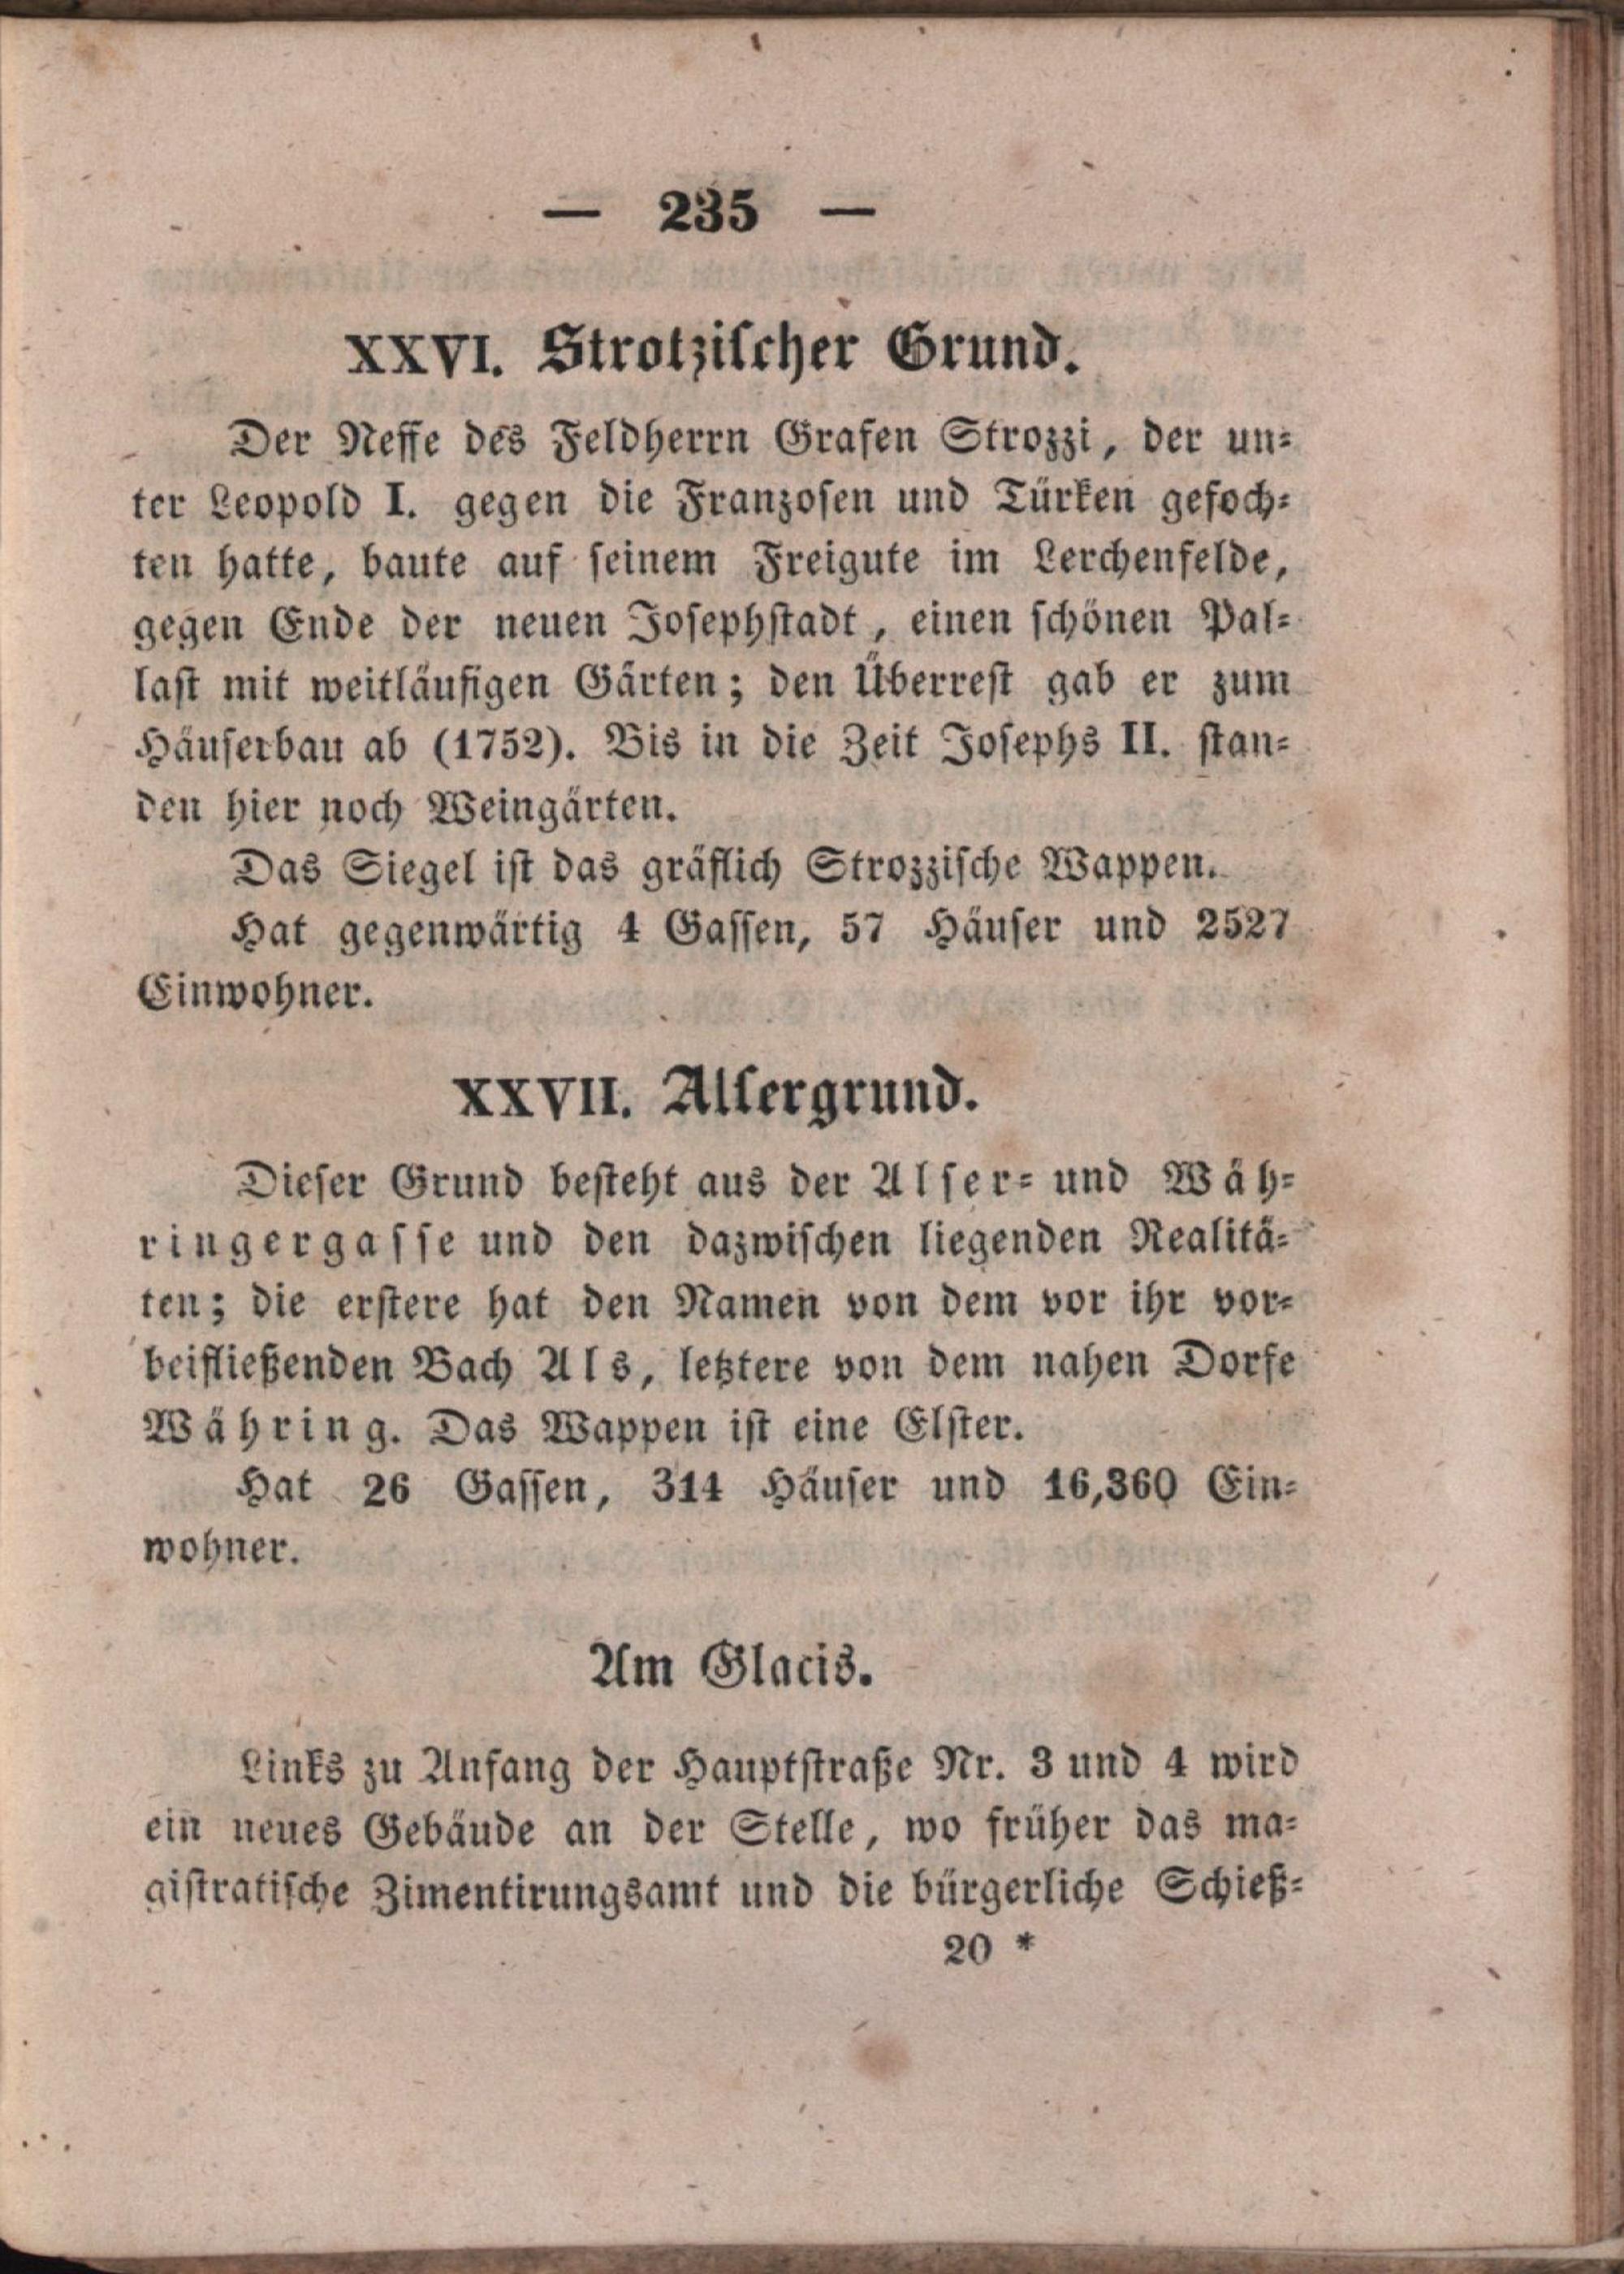 — 235 —
XXVI. Strotzischer Grund.
Der Neffe des Feldherrn Grafen Strozzi, der un-
ter Leopold I. gegen die Franzosen und Türken gefoch-
ten hatte, baute auf seinem Freigute im Lerchenfelde,
gegen Ende der neuen Josephstadt, einen schönen Pal-
last mit weitläufigen Gärten; den Überrest gab er zum
Häuserbau ab (1752). Bis in die Zeit Josephs II. stan-
den hier noch Weingärten.
Das Siegel ist das gräflich Strozzische Wappen.
Hat gegenwärtig 4 Gassen, 57 Häuser und 2527
Einwohner.
XXVII. Alsergrund.
Dieser Grund besteht aus der Alser- und Wäh-
ringergasse und den dazwischen liegenden Realitä-
ten; die erstere hat den Namen von dem vor ihr vor-
beifließenden Bach Als, letztere von dem nahen Dorfe
Währing. Das Wappen ist eine Elster.
Hat 26 Gassen, 314 Häuser und 16,360 Ein-
wohner.
Am Glacis.
Links zu Anfang der Hauptstraße Nr. 3 und 4 wird
ein neues Gebäude an der Stelle, wo früher das ma-
gistratische Zimentirungsamt und die bürgerliche Schieß-
20 *